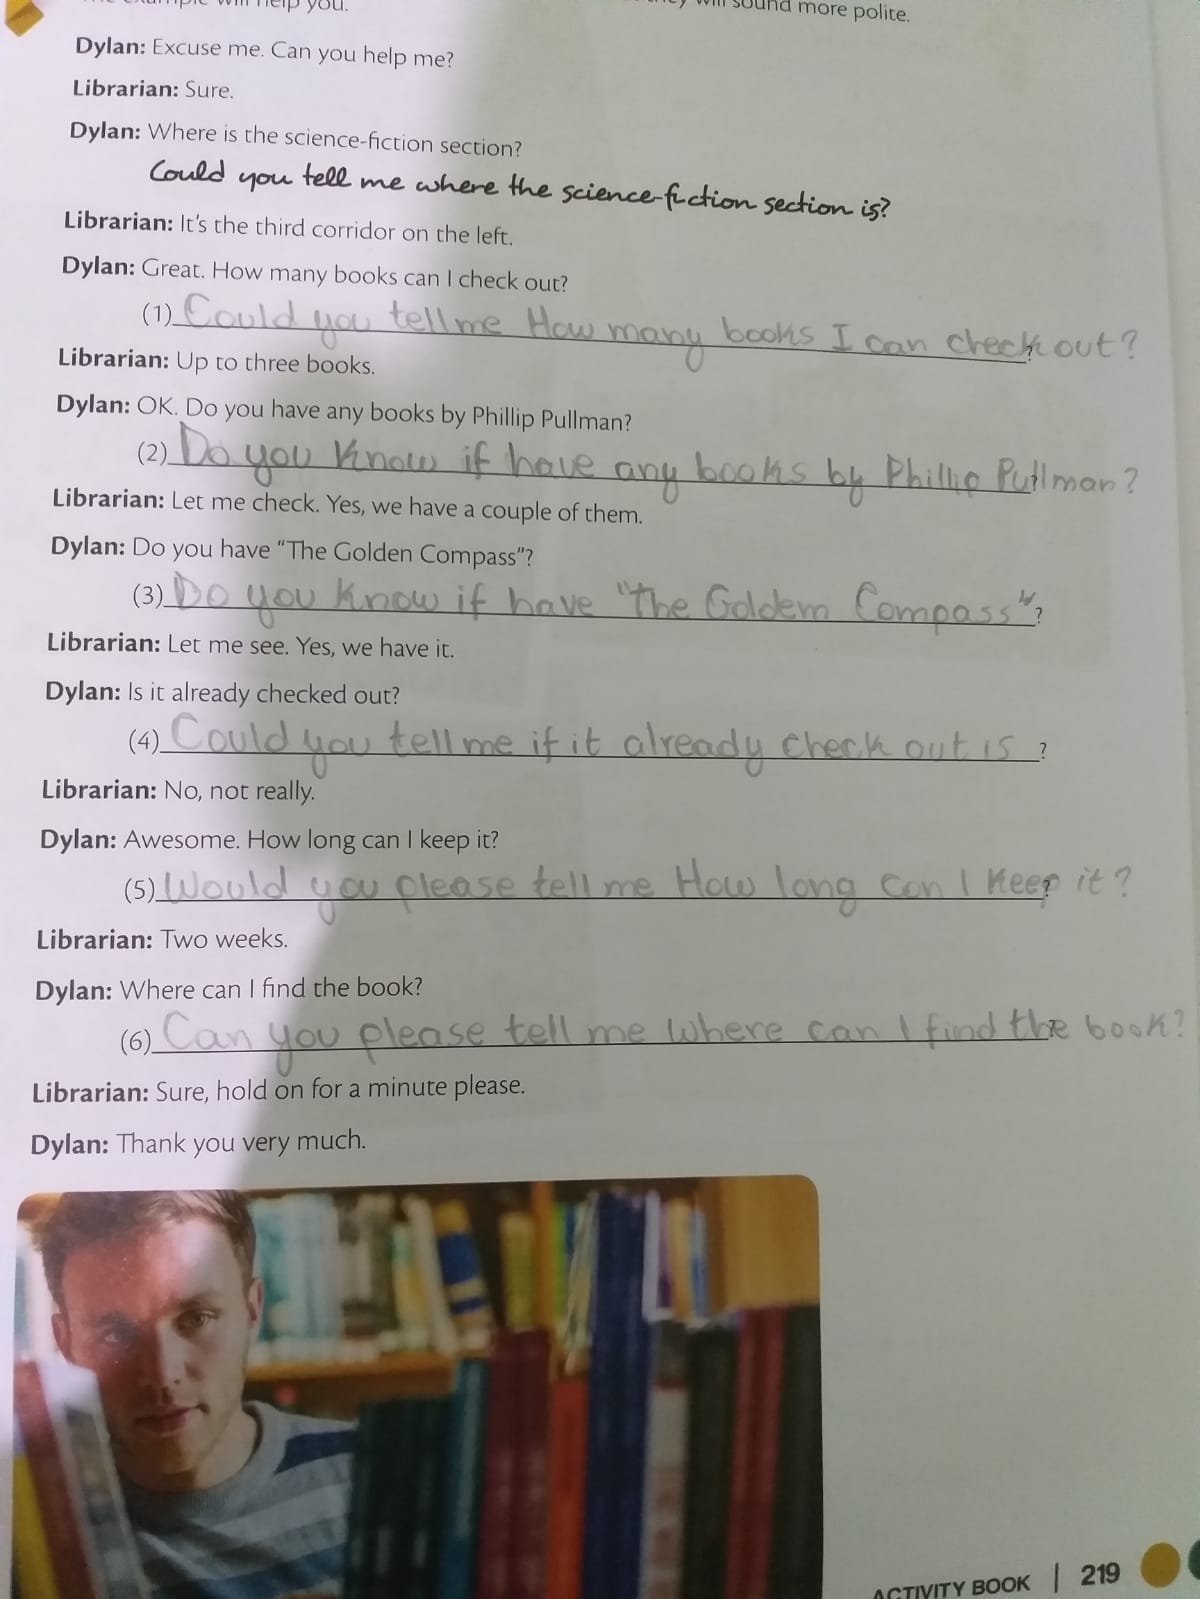 help you.
sound more polite.
Dylan: Excuse me. Can you help me?
Librarian: Sure.
Dylan: Where is the science-fiction section?
Could you tell me where the science-fiction section is?
Librarian: It's the third corridor on the left.
Dylan: Great. How many books can I check out?
(1) Could you tell me How many books I can check out? ?
Librarian: Up to three books.
Dylan: OK. Do you have any books by Phillip Pullman?
(2) Do you Know if have any books by Phillip Pullman? ?
Librarian: Let me check. Yes, we have a couple of them.
Dylan: Do you have "The Golden Compass"?
(3) Do you Know if have "the Goldem Compass"?
Librarian: Let me see. Yes, we have it.
Dylan: Is it already checked out?
(4) Could you tell me if it already check out is ?
Librarian: No, not really.
Dylan: Awesome. How long can I keep it?
(5) Would you please tell me How long can I Keep it? ?
Librarian: Two weeks.
Dylan: Where can I find the book?
(6) Can you please tell me where can I find the book? ?
Librarian: Sure, hold on for a minute please.
Dylan: Thank you very much.
ACTIVITY BOOK | 219